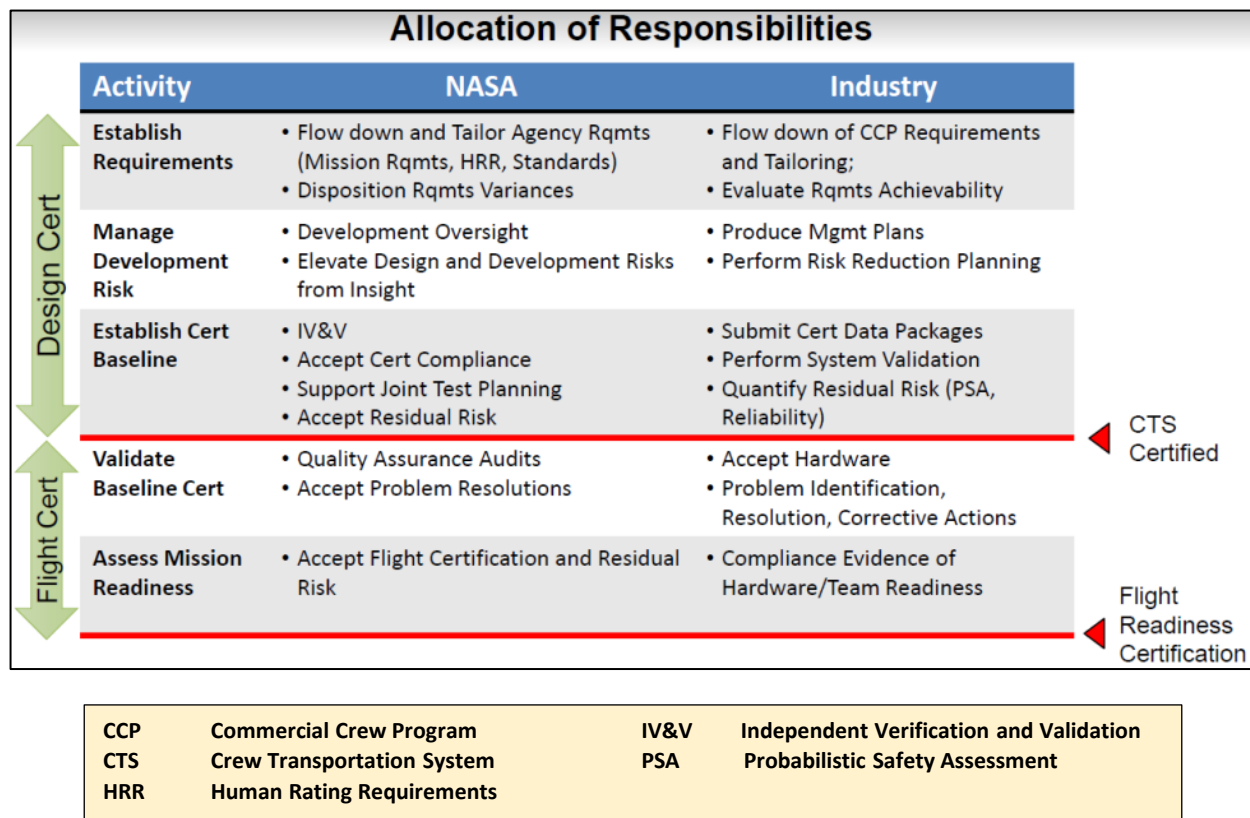 Allocation of Responsibilities
Activity NASA Industry
Design Cert
Establish
Requirements
• Flow down and Tailor Agency Rqmts
(Mission Rqmts, HRR, Standards)
• Disposition Rqmts Variances
• Flow down of CCP Requirements
and Tailoring;
• Evaluate Rqmts Achievability
Manage
Development
Risk
• Development Oversight
• Elevate Design and Development Risks
from Insight
• Produce Mgmt Plans
• Perform Risk Reduction Planning
Establish Cert
Baseline
• IV&V
• Accept Cert Compliance
• Support Joint Test Planning
• Accept Residual Risk
• Submit Cert Data Packages
• Perform System Validation
• Quantify Residual Risk (PSA,
Reliability)
CTS
Certified
Flight Cert
Validate
Baseline Cert
• Quality Assurance Audits
• Accept Problem Resolutions
• Accept Hardware
• Problem Identification,
Resolution, Corrective Actions
Assess Mission
Readiness
• Accept Flight Certification and Residual
Risk
• Compliance Evidence of
Hardware/Team Readiness
Flight
Readiness
Certification
CCP Commercial Crew Program IV&V Independent Verification and Validation
CTS Crew Transportation System PSA Probabilistic Safety Assessment
HRR Human Rating Requirements